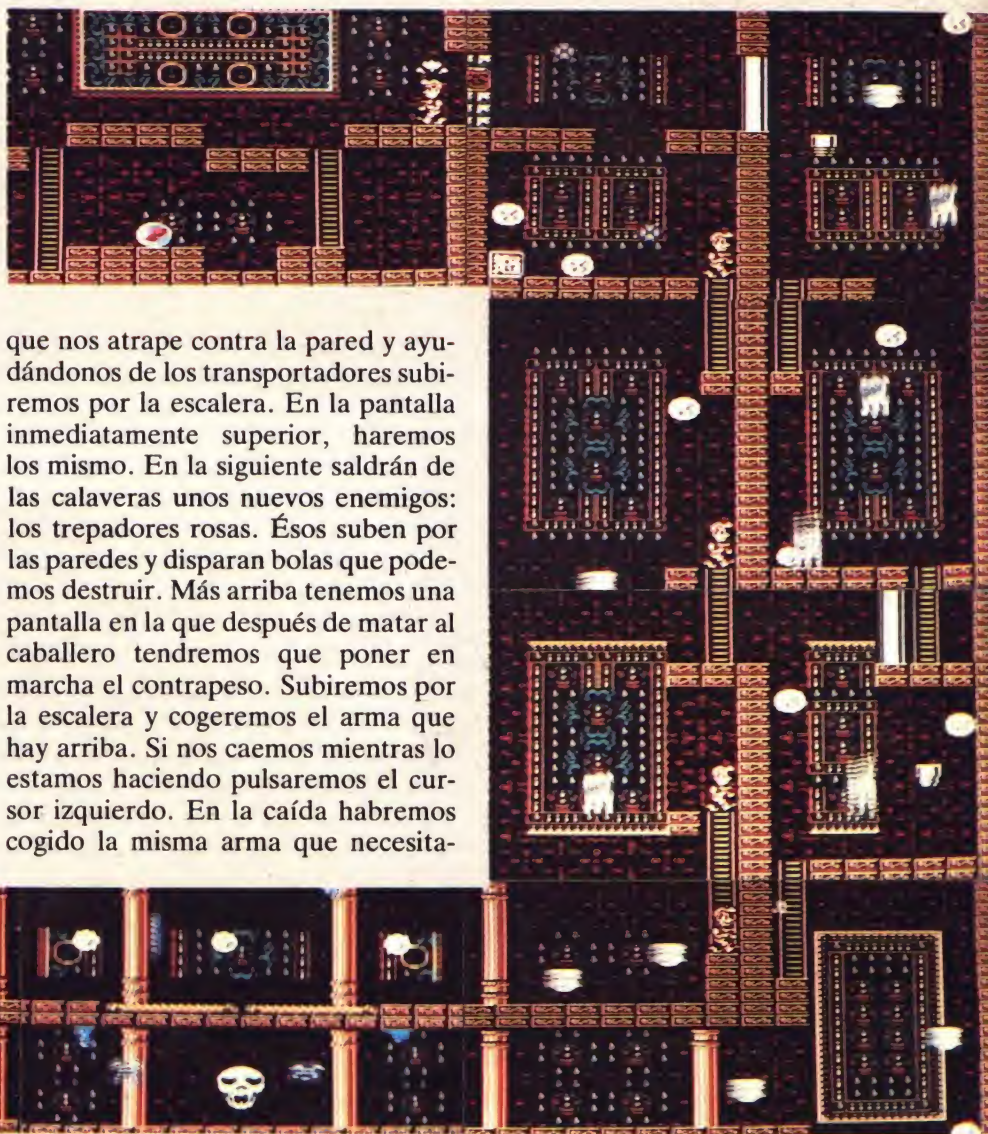 que nos atrape contra la pared y ayu-
dándonos de los transportadores subi-
remos por la escalera. En la pantalla
inmediatamente superior, haremos
los mismo. En la siguiente saldrán de
las calaveras unos nuevos enemigos:
los trepadores rosas. Ésos suben por
las paredes y disparan bolas que pode-
mos destruir. Más arriba tenemos una
pantalla en la que después de matar al
caballero tendremos que poner en
marcha el contrapeso. Subiremos por
la escalera y cogeremos el arma que
hay arriba. Si nos caemos mientras lo
estamos haciendo pulsaremos el cur-
sor izquierdo. En la caída habremos
cogido la misma arma que necesita-